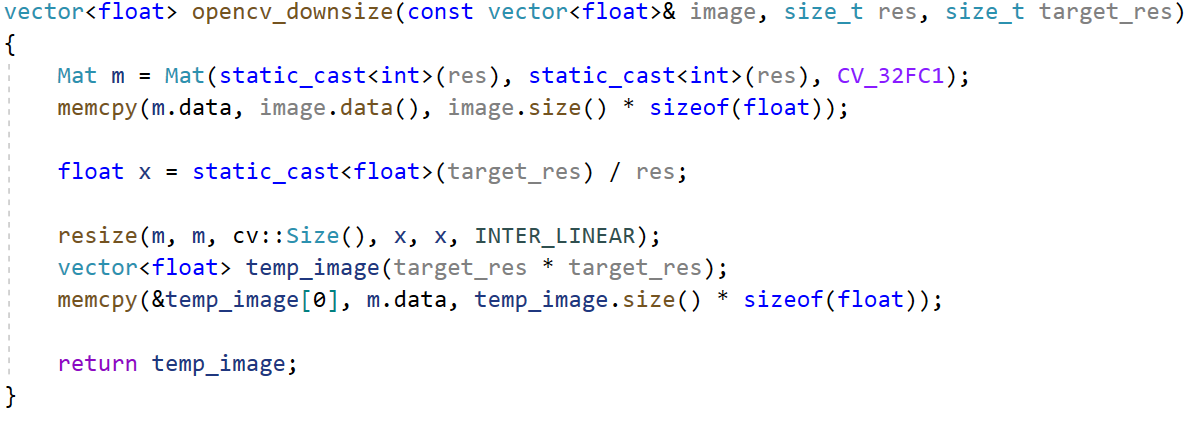 vector<float> opencv_downsize(const vector<float>& image, size_t res, size_t target_res)
{
    Mat m = Mat(static_cast<int>(res), static_cast<int>(res), CV_32FC1);
    memcpy(m.data, image.data(), image.size() * sizeof(float));

    float x = static_cast<float>(target_res) / res;

    resize(m, m, cv::Size(), x, x, INTER_LINEAR);
    vector<float> temp_image(target_res * target_res);
    memcpy(&temp_image[0], m.data, temp_image.size() * sizeof(float));

    return temp_image;
}